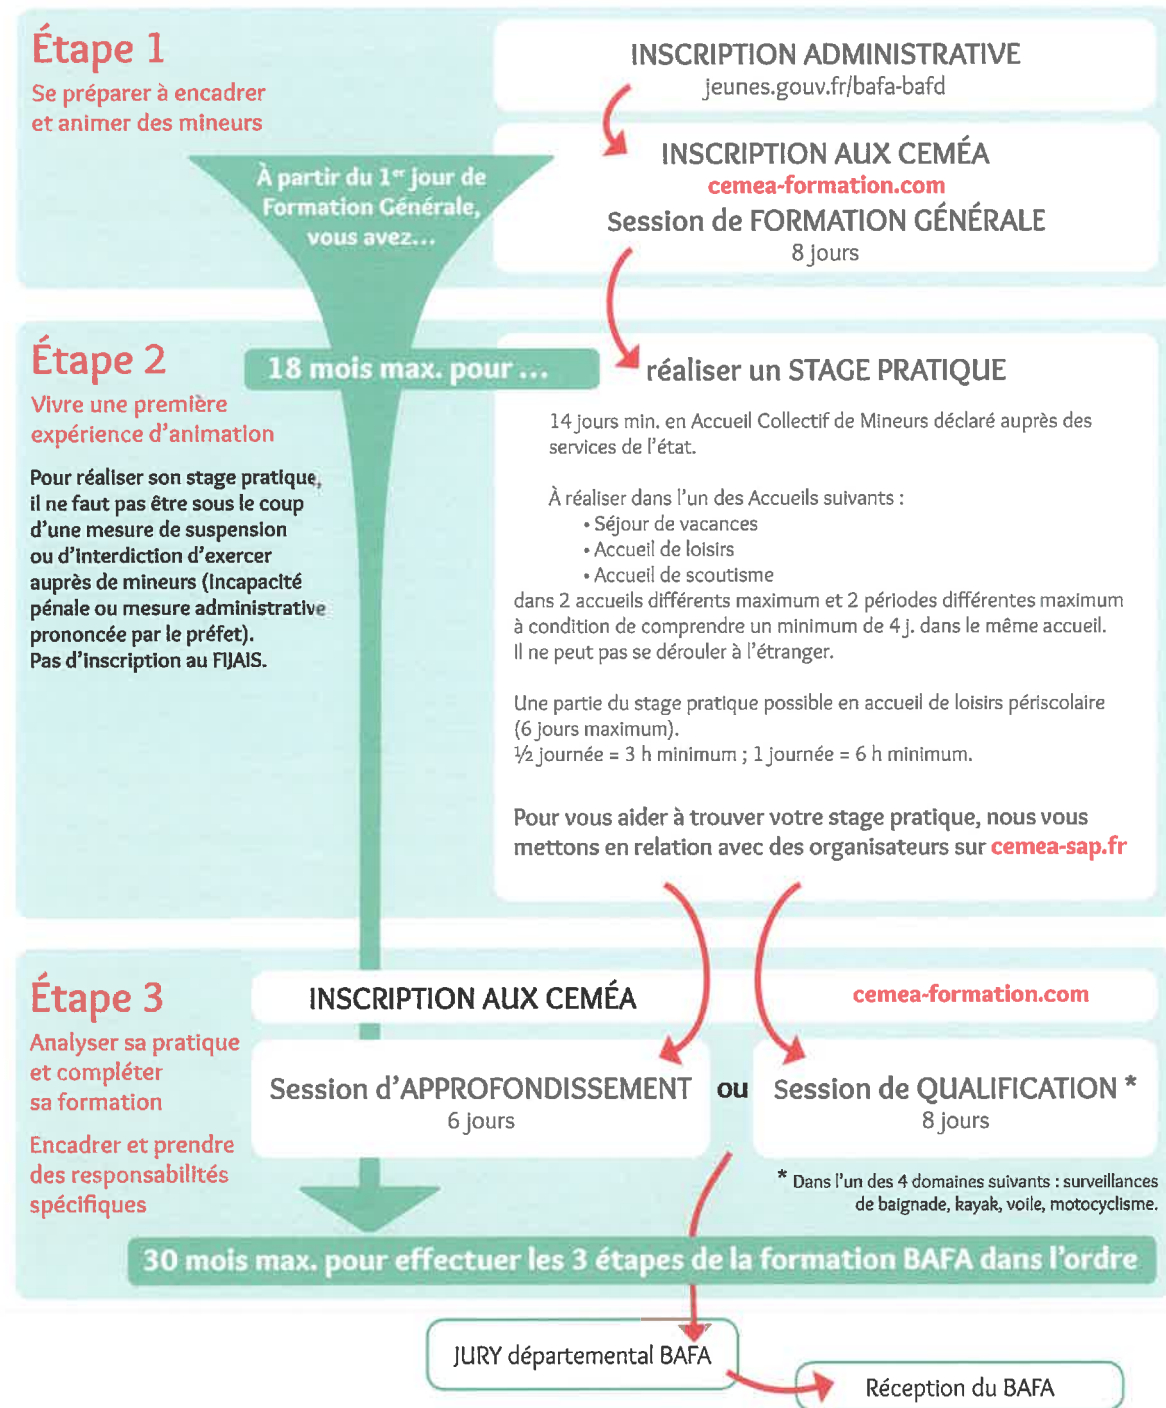 Étape 1
Se préparer à encadrer
et animer des mineurs
INSCRIPTION ADMINISTRATIVE
jeunes.gouv.fr/bafa-bafd
INSCRIPTION AUX CEMÉA
cemea-formation.com
Session de FORMATION GÉNÉRALE
8 jours
À partir du 1er jour de
Formation Générale,
vous avez...
Étape 2
Vivre une première
expérience d'animation
Pour réaliser son stage pratique,
il ne faut pas être sous le coup
d'une mesure de suspension
ou d'interdiction d'exercer
auprès de mineurs (incapacité
pénale ou mesure administrative
prononcée par le préfet).
Pas d'inscription au FIJAIS.
18 mois max. pour ...
réaliser un STAGE PRATIQUE
14 jours min. en Accueil Collectif de Mineurs déclaré auprès des
services de l'état.
À réaliser dans l'un des Accueils suivants :
• Séjour de vacances
• Accueil de loisirs
• Accueil de scoutisme
dans 2 accueils différents maximum et 2 périodes différentes maximum
à condition de comprendre un minimum de 4 j. dans le même accueil.
Il ne peut pas se dérouler à l'étranger.
Une partie du stage pratique possible en accueil de loisirs périscolaire
(6 jours maximum).
½ journée = 3 h minimum ; 1 journée = 6 h minimum.
Pour vous aider à trouver votre stage pratique, nous vous
mettons en relation avec des organisateurs sur cemea-sap.fr
Étape 3
Analyser sa pratique
et compléter
sa formation
Encadrer et prendre
des responsabilités
spécifiques
INSCRIPTION AUX CEMÉA
cemea-formation.com
Session d'APPROFONDISSEMENT
6 jours
ou
Session de QUALIFICATION *
8 jours
* Dans l'un des 4 domaines suivants : surveillances
de baignade, kayak, voile, motocyclisme.
30 mois max. pour effectuer les 3 étapes de la formation BAFA dans l'ordre
JURY départemental BAFA
Réception du BAFA